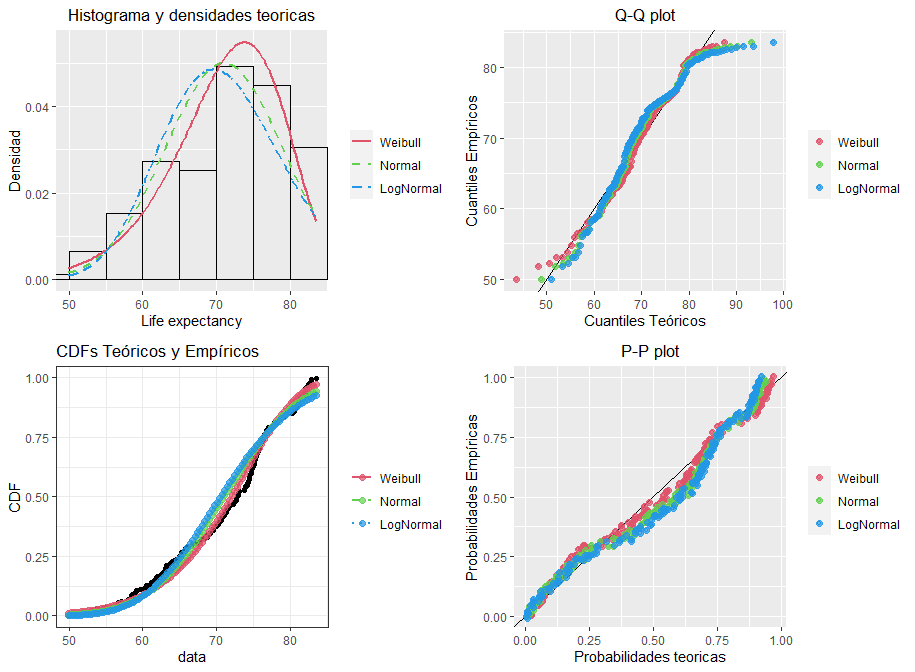 Histograma y densidades teoricas
Densidad
0.04
0.02
0.00
50 60 70 80
Life expectancy
Weibull
Normal
LogNormal
Q-Q plot
Cuantiles Empíricos
80
70
60
50
50 60 70 80 90 100
Cuantiles Teóricos
Weibull
Normal
LogNormal
CDFs Teóricos y Empíricos
CDF
1.00
0.75
0.50
0.25
0.00
50 60 70 80
data
Weibull
Normal
LogNormal
P-P plot
Probabilidades Empíricas
1.00
0.75
0.50
0.25
0.00
0.00 0.25 0.50 0.75 1.00
Probabilidades teoricas
Weibull
Normal
LogNormal